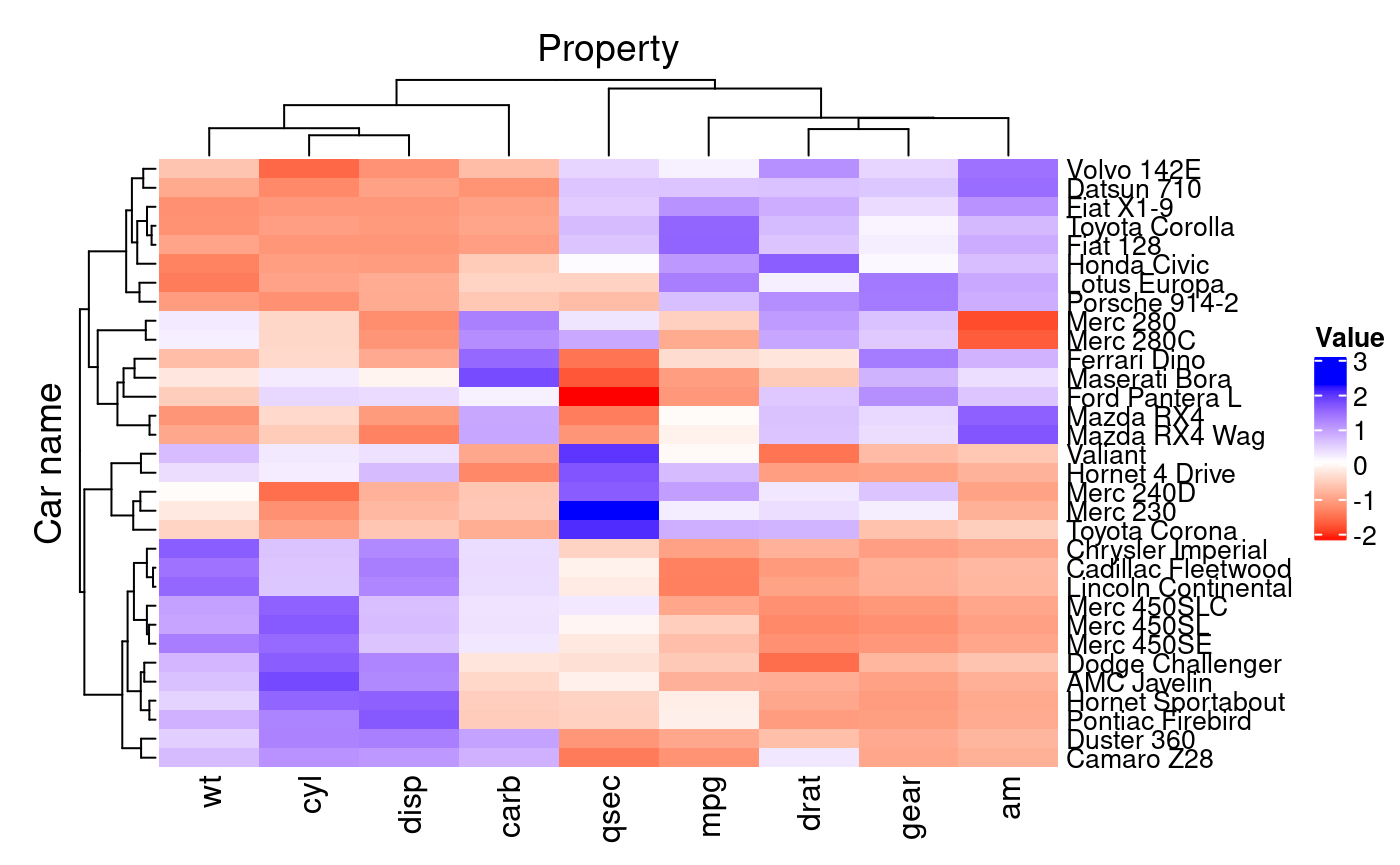 Property
Car name
Volvo 142E
Datsun 710
Fiat X1-9
Toyota Corolla
Fiat 128
Honda Civic
Lotus Europa
Porsche 914-2
Merc 280
Merc 280C
Ferrari Dino
Maserati Bora
Ford Pantera L
Mazda RX4
Mazda RX4 Wag
Valiant
Hornet 4 Drive
Merc 240D
Merc 230
Toyota Corona
Chrysler Imperial
Cadillac Fleetwood
Lincoln Continental
Merc 450SLC
Merc 450SL
Merc 450SE
Dodge Challenger
AMC Javelin
Hornet Sportabout
Pontiac Firebird
Duster 360
Camaro Z28
wt cyl disp carb qsec mpg drat gear am
Value
3
2
1
0
-1
-2